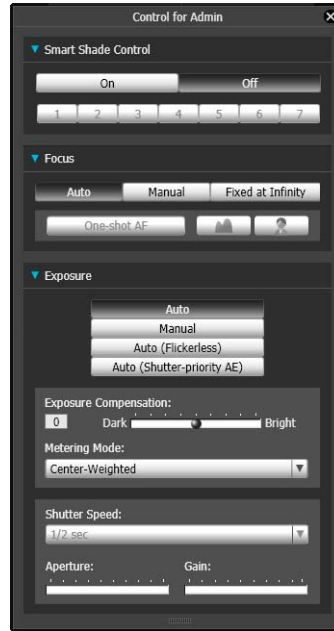 Control for Admin
Smart Shade Control
On Off
1 2 3 4 5 6 7
Focus
Auto Manual Fixed at Infinity
One-shot AF
Exposure
Auto
Manual
Auto (Flickerless)
Auto (Shutter-priority AE)
Exposure Compensation:
0 Dark Bright
Metering Mode:
Center-Weighted
Shutter Speed:
1/2 sec
Aperture: Gain: